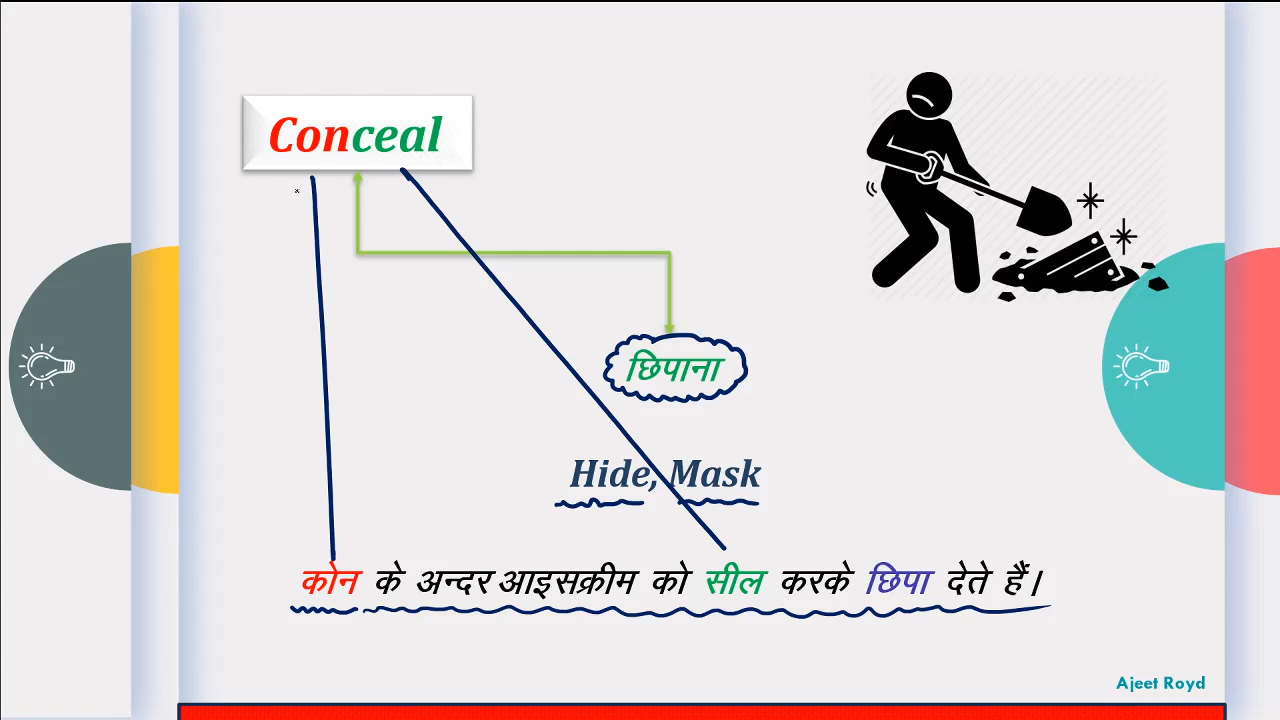 Conceal
छिपाना
Hide, Mask
कोन के अन्दर आइसक्रीम को सील करके छिपा देते हैं।
Ajeet Royd